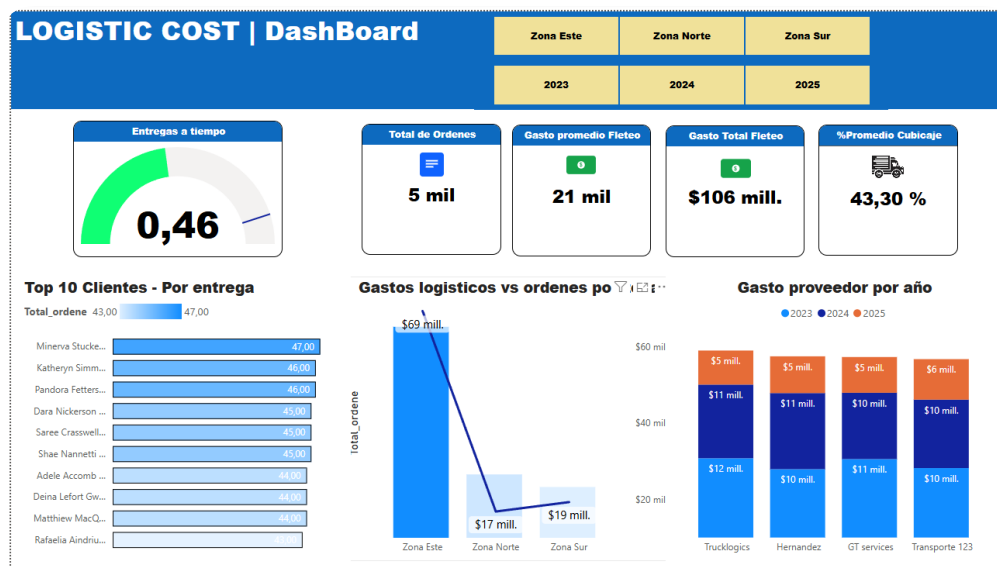 LOGISTIC COST | DashBoard
Zona Este
Zona Norte
Zona Sur
2023
2024
2025
Entregas a tiempo
0,46
Total de Ordenes
5 mil
Gasto promedio Fleteo
21 mil
Gasto Total Fleteo
$106 mill.
%Promedio Cubicaje
43,30 %
Top 10 Clientes - Por entrega
Total_ordene 43,00 47,00
Minerva Stucke... 47,00
Katheryn Simm... 46,00
Pandora Fetters... 46,00
Dara Nickerson ... 45,00
Saree Crasswell... 45,00
Shae Nannetti ... 45,00
Adele Accomb ... 44,00
Deina Lefort Gw... 44,00
Matthiew MacQ... 44,00
Rafaelia Aindriu... 43,00
Gastos logisticos vs ordenes po
Total_ordene
$69 mill.
$17 mill.
$19 mill.
Zona Este
Zona Norte
Zona Sur
$60 mil
$40 mil
$20 mil
Gasto proveedor por año
2023 2024 2025
$5 mill.
$11 mill.
$12 mill.
$5 mill.
$11 mill.
$10 mill.
$5 mill.
$10 mill.
$11 mill.
$6 mill.
$10 mill.
$10 mill.
Trucklogics
Hernandez
GT services
Transporte 123